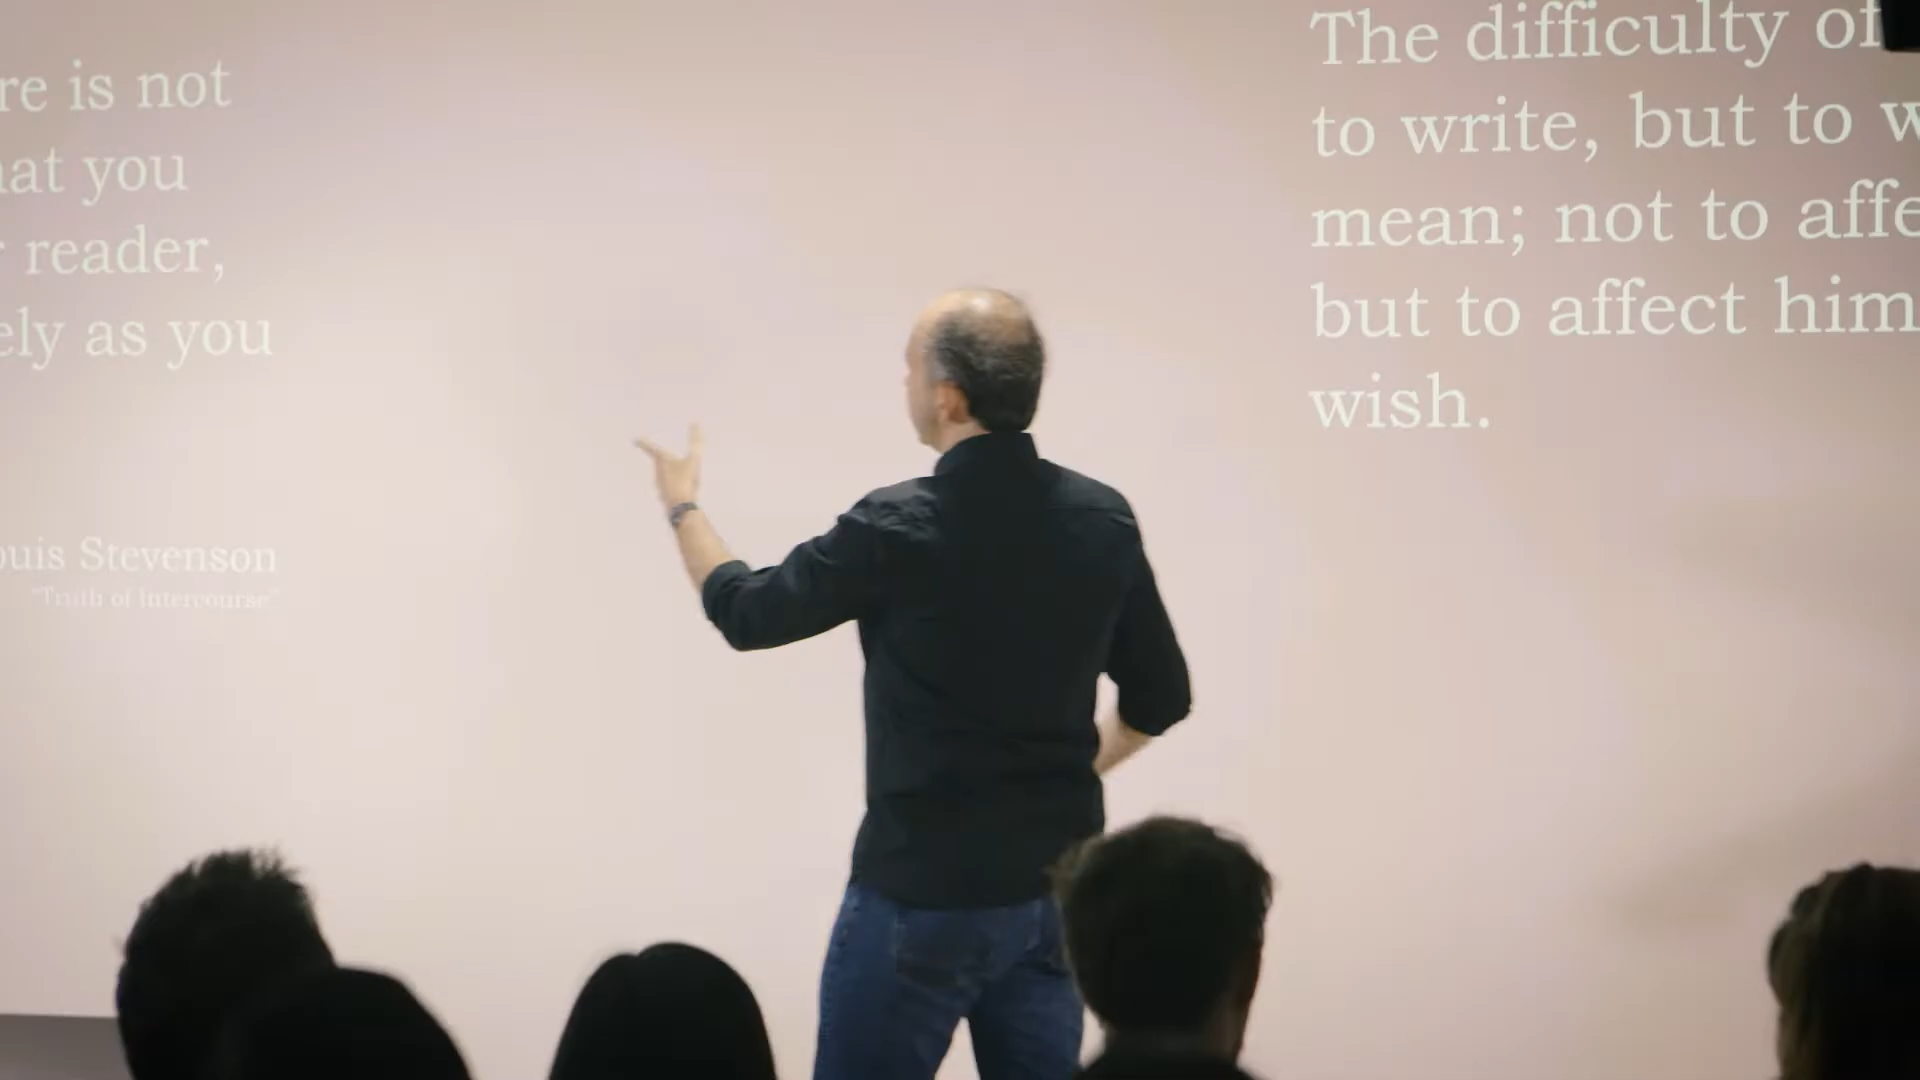 re is not
hat you
r reader,
ely as you
ouis Stevenson
"Truth of Intercourse"
The difficulty of
to write, but to w
mean; not to affe
but to affect him
wish.